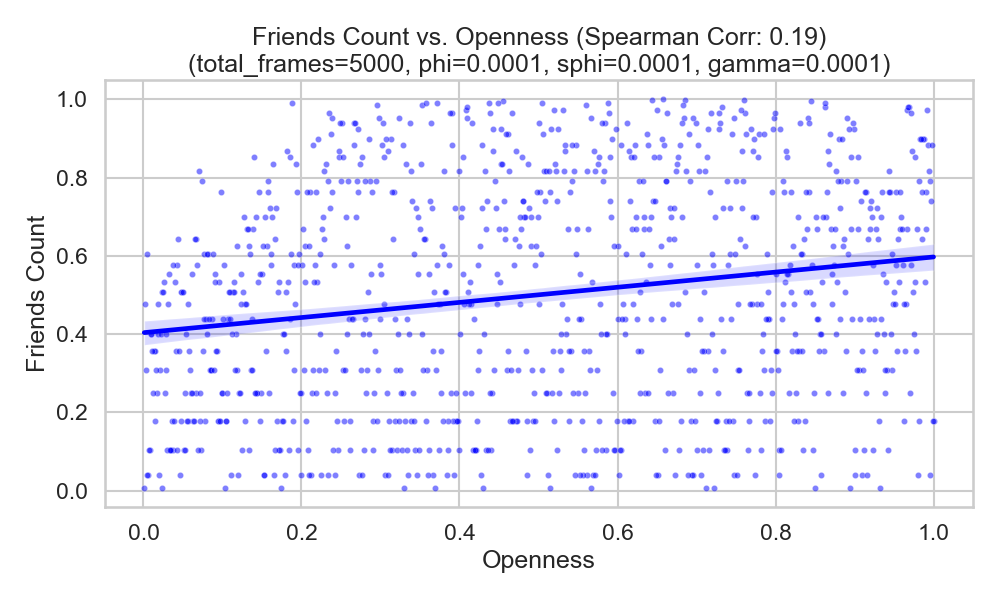 Friends Count vs. Openness (Spearman Corr: 0.19)
(total_frames=5000, phi=0.0001, sphi=0.0001, gamma=0.0001)
1.0
0.8
0.6
0.4
0.2
0.0
Friends Count
0.0 0.2 0.4 0.6 0.8 1.0
Openness